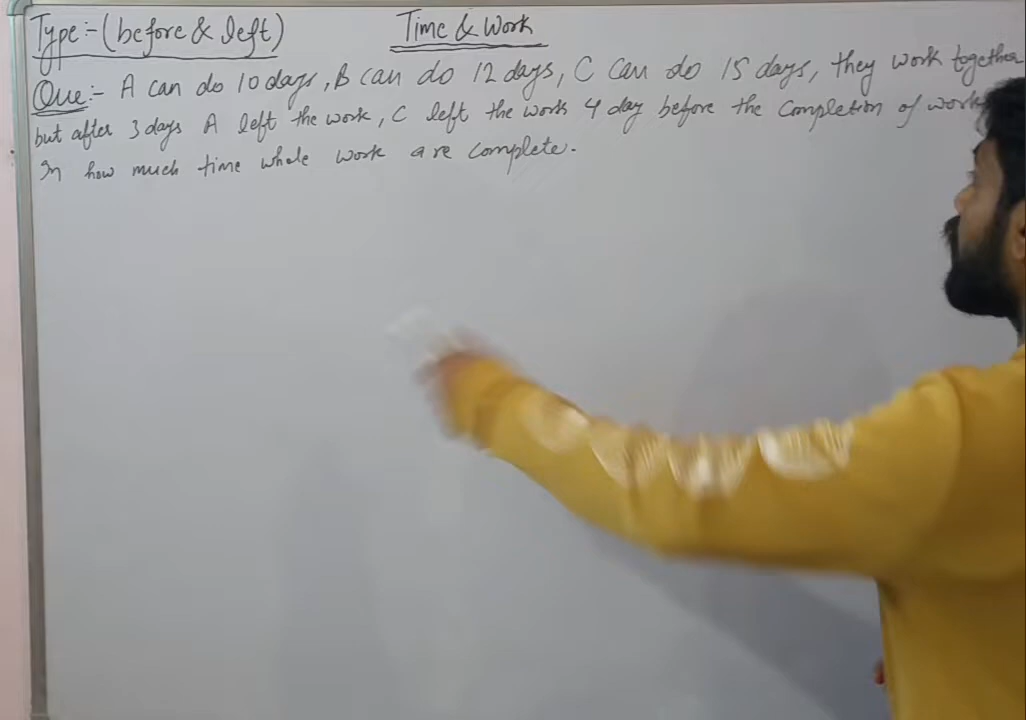 Type:-(before & left)
Time & Work
Que:- A can do 10 days, B can do 12 days, C can do 15 days, they work together
but after 3 days A left the work, C left the work 4 day before the completion of work
In how much time whole work are complete.